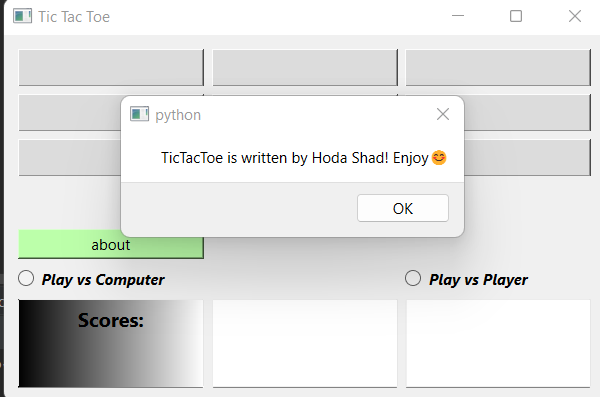 Tic Tac Toe
python
TicTacToe is written by Hoda Shad! Enjoy😊
OK
about
Play vs Computer
Play vs Player
Scores: